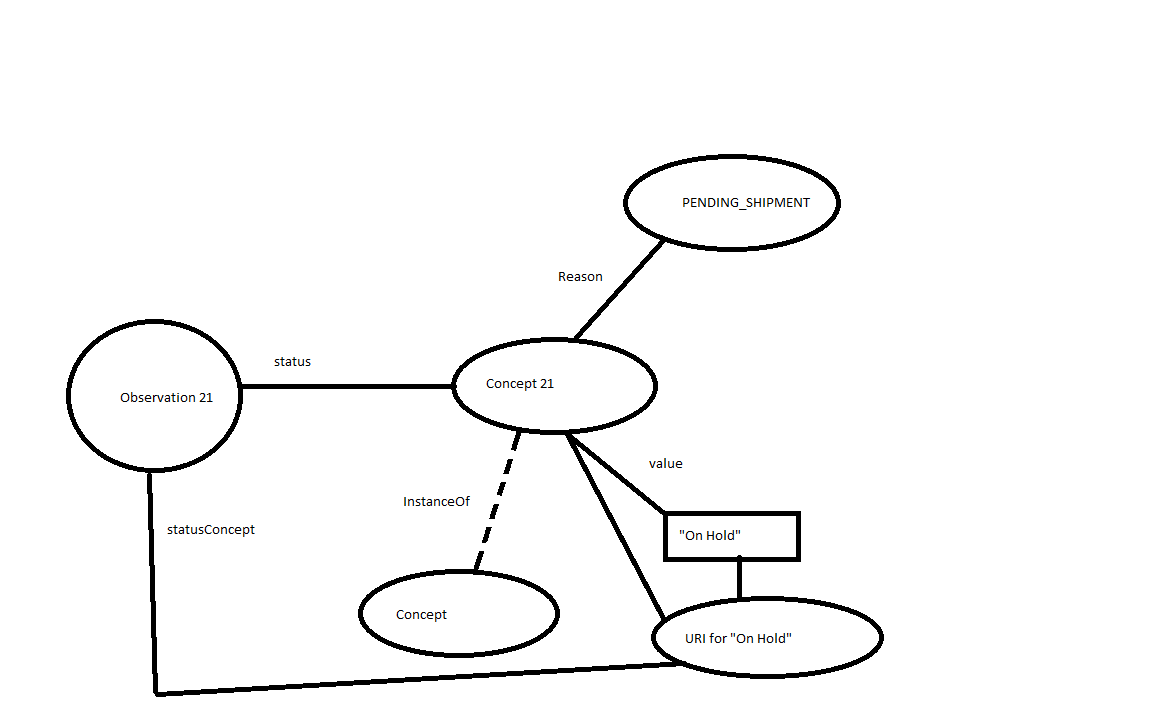 PENDING_SHIPMENT
Reason
status
Observation 21
Concept 21
value
InstanceOf
statusConcept
"On Hold"
Concept
URI for "On Hold"